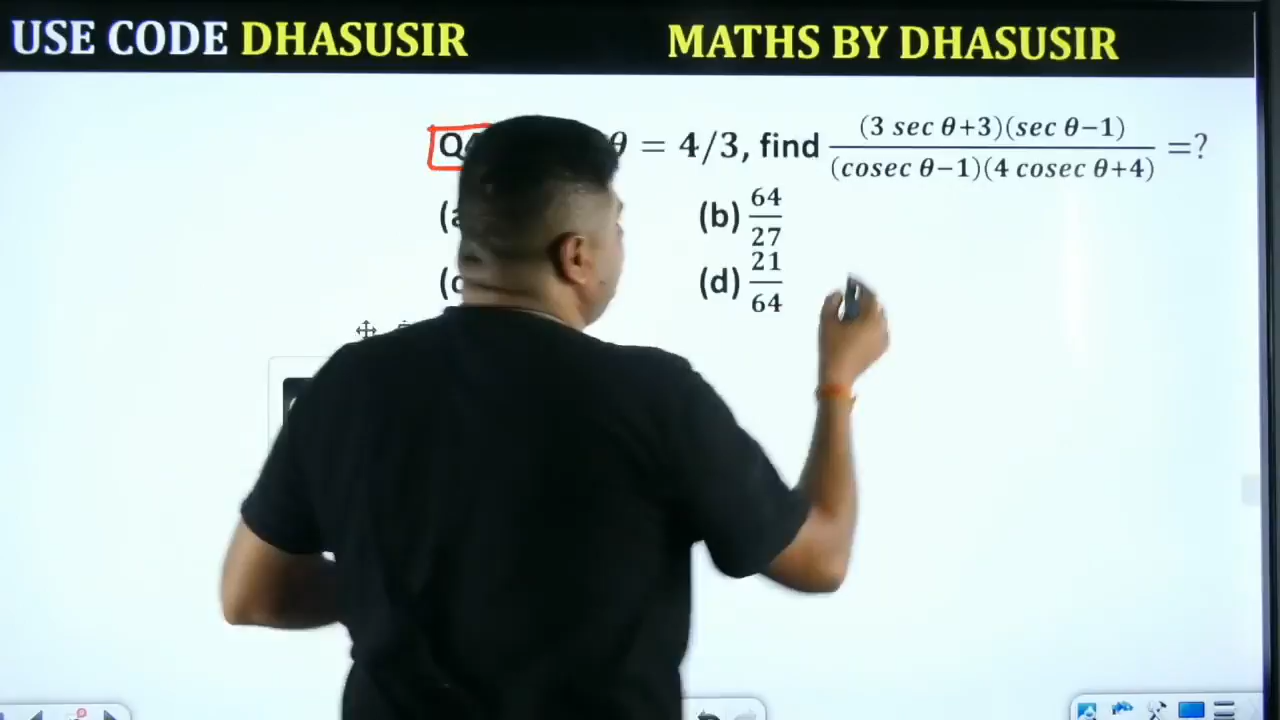 USE CODE DHASUSIR
MATHS BY DHASUSIR
θ = 4/3, find (3 sec θ+3)(sec θ−1) / (cosec θ−1)(4 cosec θ+4) =?
(b) 64/27
(d) 21/64